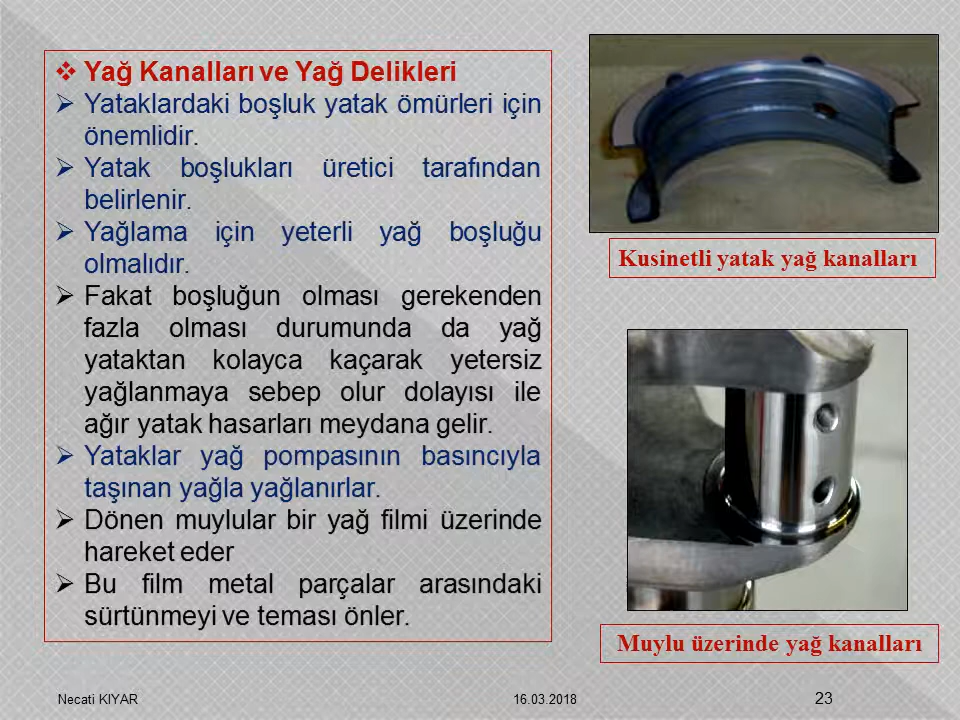 ❖ Yağ Kanalları ve Yağ Delikleri
➢ Yataklardaki boşluk yatak ömürleri için
önemlidir.
➢ Yatak boşlukları üretici tarafından
belirlenir.
➢ Yağlama için yeterli yağ boşluğu
olmalıdır.
➢ Fakat boşluğun olması gerekenden
fazla olması durumunda da yağ
yataktan kolayca kaçarak yetersiz
yağlanmaya sebep olur dolayısı ile
ağır yatak hasarları meydana gelir.
➢ Yataklar yağ pompasının basıncıyla
taşınan yağla yağlanırlar.
➢ Dönen muylular bir yağ filmi üzerinde
hareket eder
➢ Bu film metal parçalar arasındaki
sürtünmeyi ve teması önler.
Kusinetli yatak yağ kanalları
Muylu üzerinde yağ kanalları
Necati KIYAR
16.03.2018
23